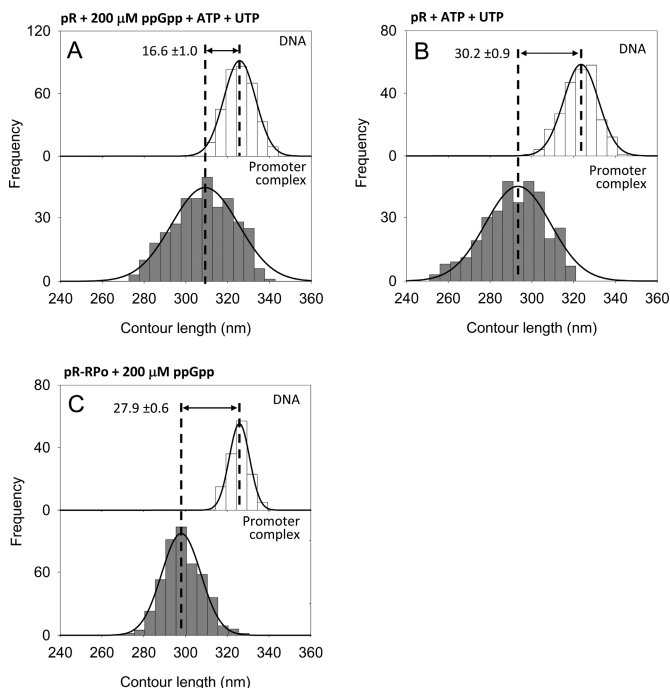 pR + 200 μM ppGpp + ATP + UTP
A
16.6 ±1.0
DNA
120
60
0
Promoter
complex
30
0
Frequency
240 260 280 300 320 340 360
Contour length (nm)
pR + ATP + UTP
B
30.2 ±0.9
DNA
80
40
0
Promoter
complex
30
0
Frequency
240 260 280 300 320 340 360
Contour length (nm)
pR-RPo + 200 μM ppGpp
C
27.9 ±0.6
DNA
80
40
0
Promoter
complex
60
0
Frequency
240 260 280 300 320 340 360
Contour length (nm)